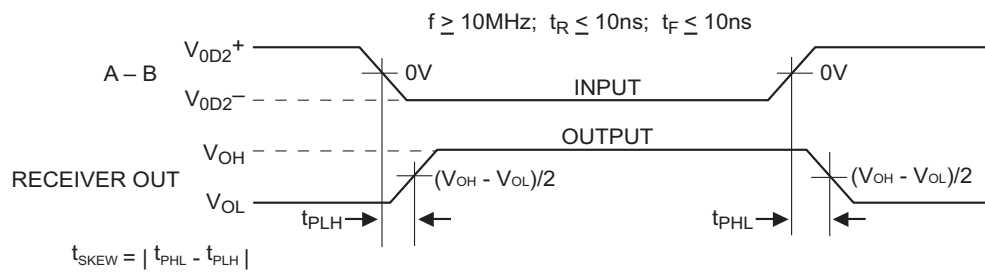 f ≥ 10MHz; tR ≤ 10ns; tF ≤ 10ns
V0D2+
A – B
0V
0V
INPUT
V0D2–
OUTPUT
VOH
RECEIVER OUT
(VOH - VOL)/2
(VOH - VOL)/2
VOL
tPLH
tPHL
tSKEW = | tPHL - tPLH |